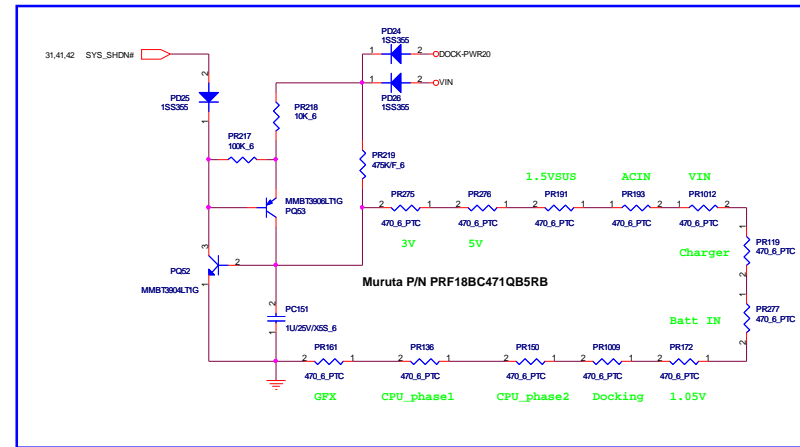 PD24
1SS355
1
2
DOCK-PWR20
31,41,42 SYS_SHDN#
2
PD25
1SS355
1
1
2
VIN
PD26
1SS355
PR218
10K_6
PR217
100K_6
PR219
475K/F_6
1.5VSUS
ACIN
VIN
MMBT3906LT1G
PQ53
2 PR275 1
470_6_PTC
3V
2 PR276 1
470_6_PTC
5V
2 PR191 1
470_6_PTC
2 PR193 1
470_6_PTC
1 PR1012 2
470_6_PTC
1
PR119
470_6_PTC
2
Charger
3
PQ52
2
1
MMBT3904LT1G
Muruta P/N PRF18BC471QB5RB
1
PR277
470_6_PTC
2
Batt IN
2
PC151
1U/25V/X5S_6
1
2 PR161 1
470_6_PTC
2 PR136 1
470_6_PTC
2 PR150 1
470_6_PTC
2 PR1009 1
470_6_PTC
2 PR172 1
470_6_PTC
GFX
CPU_phase1
CPU_phase2
Docking
1.05V